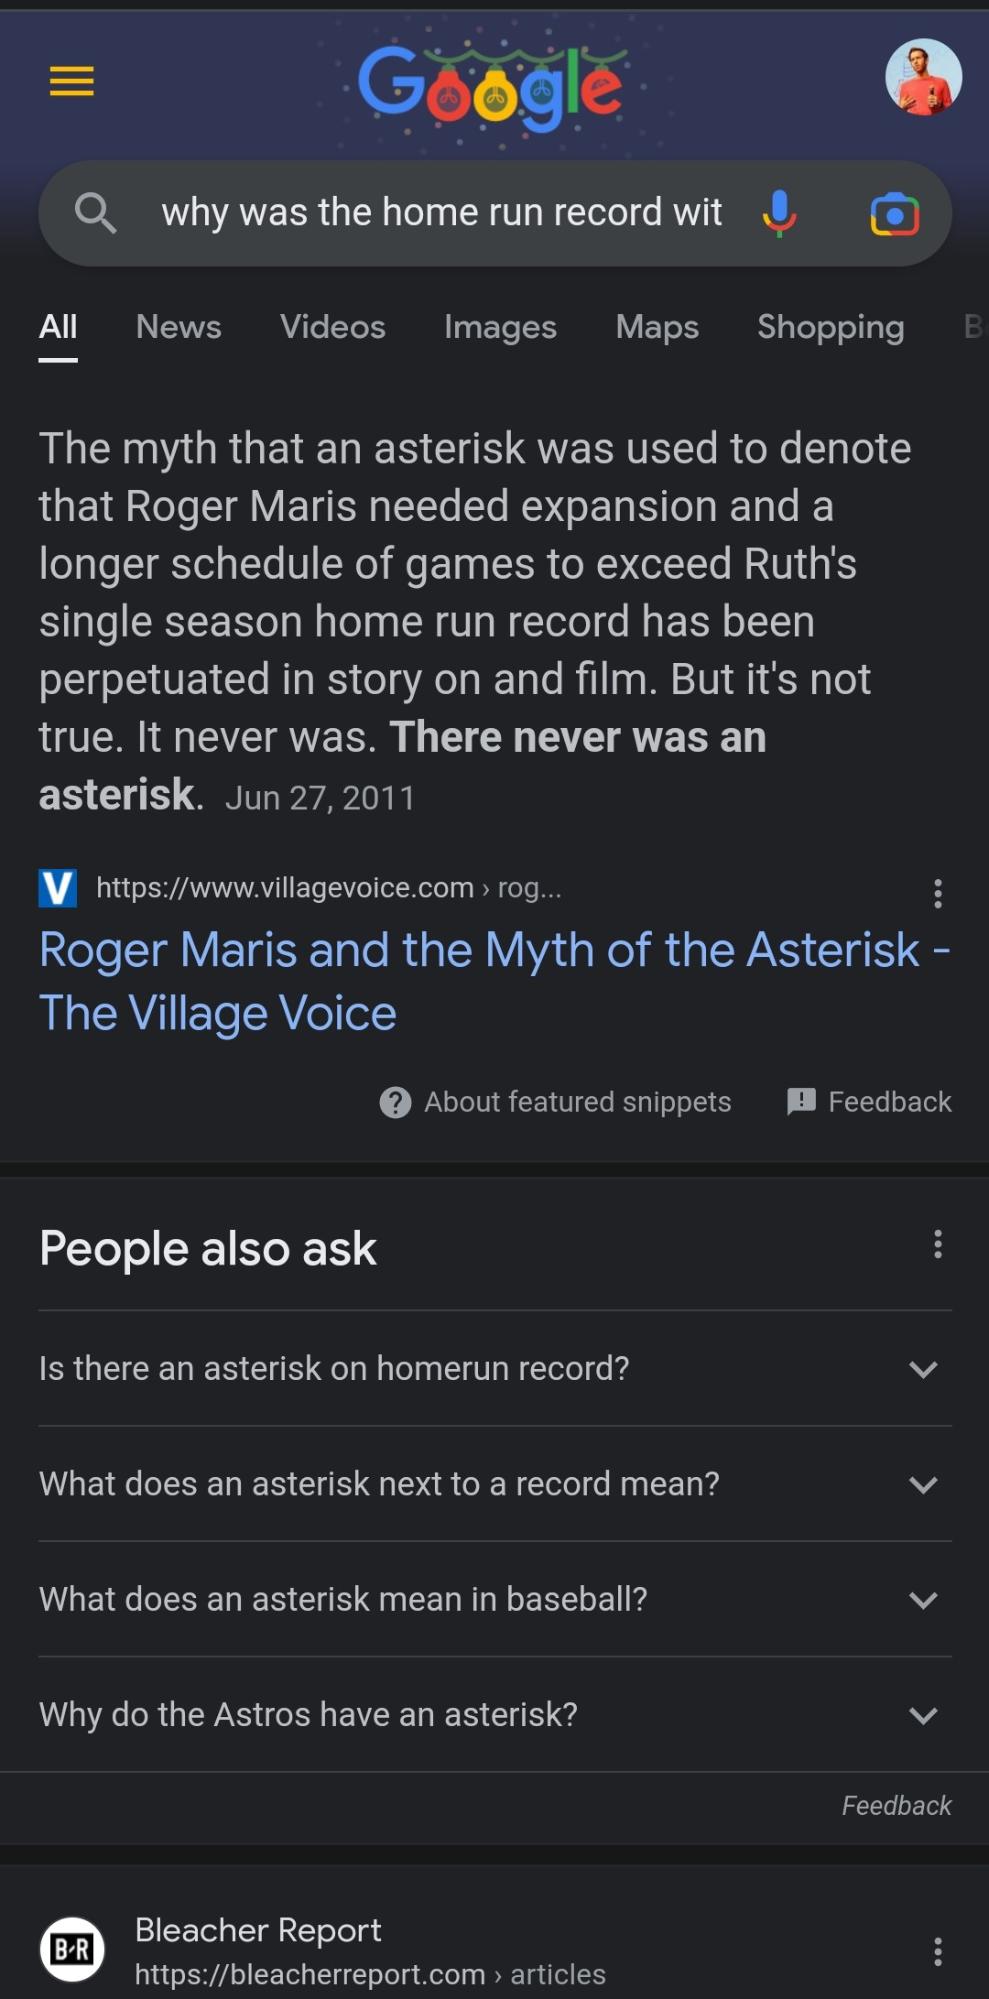 Google
why was the home run record wit
All News Videos Images Maps Shopping
The myth that an asterisk was used to denote
that Roger Maris needed expansion and a
longer schedule of games to exceed Ruth's
single season home run record has been
perpetuated in story on and film. But it's not
true. It never was. There never was an
asterisk. Jun 27, 2011
V https://www.villagevoice.com › rog...
Roger Maris and the Myth of the Asterisk -
The Village Voice
About featured snippets Feedback
People also ask
Is there an asterisk on homerun record?
What does an asterisk next to a record mean?
What does an asterisk mean in baseball?
Why do the Astros have an asterisk?
Feedback
Bleacher Report
B/R
https://bleacherreport.com › articles